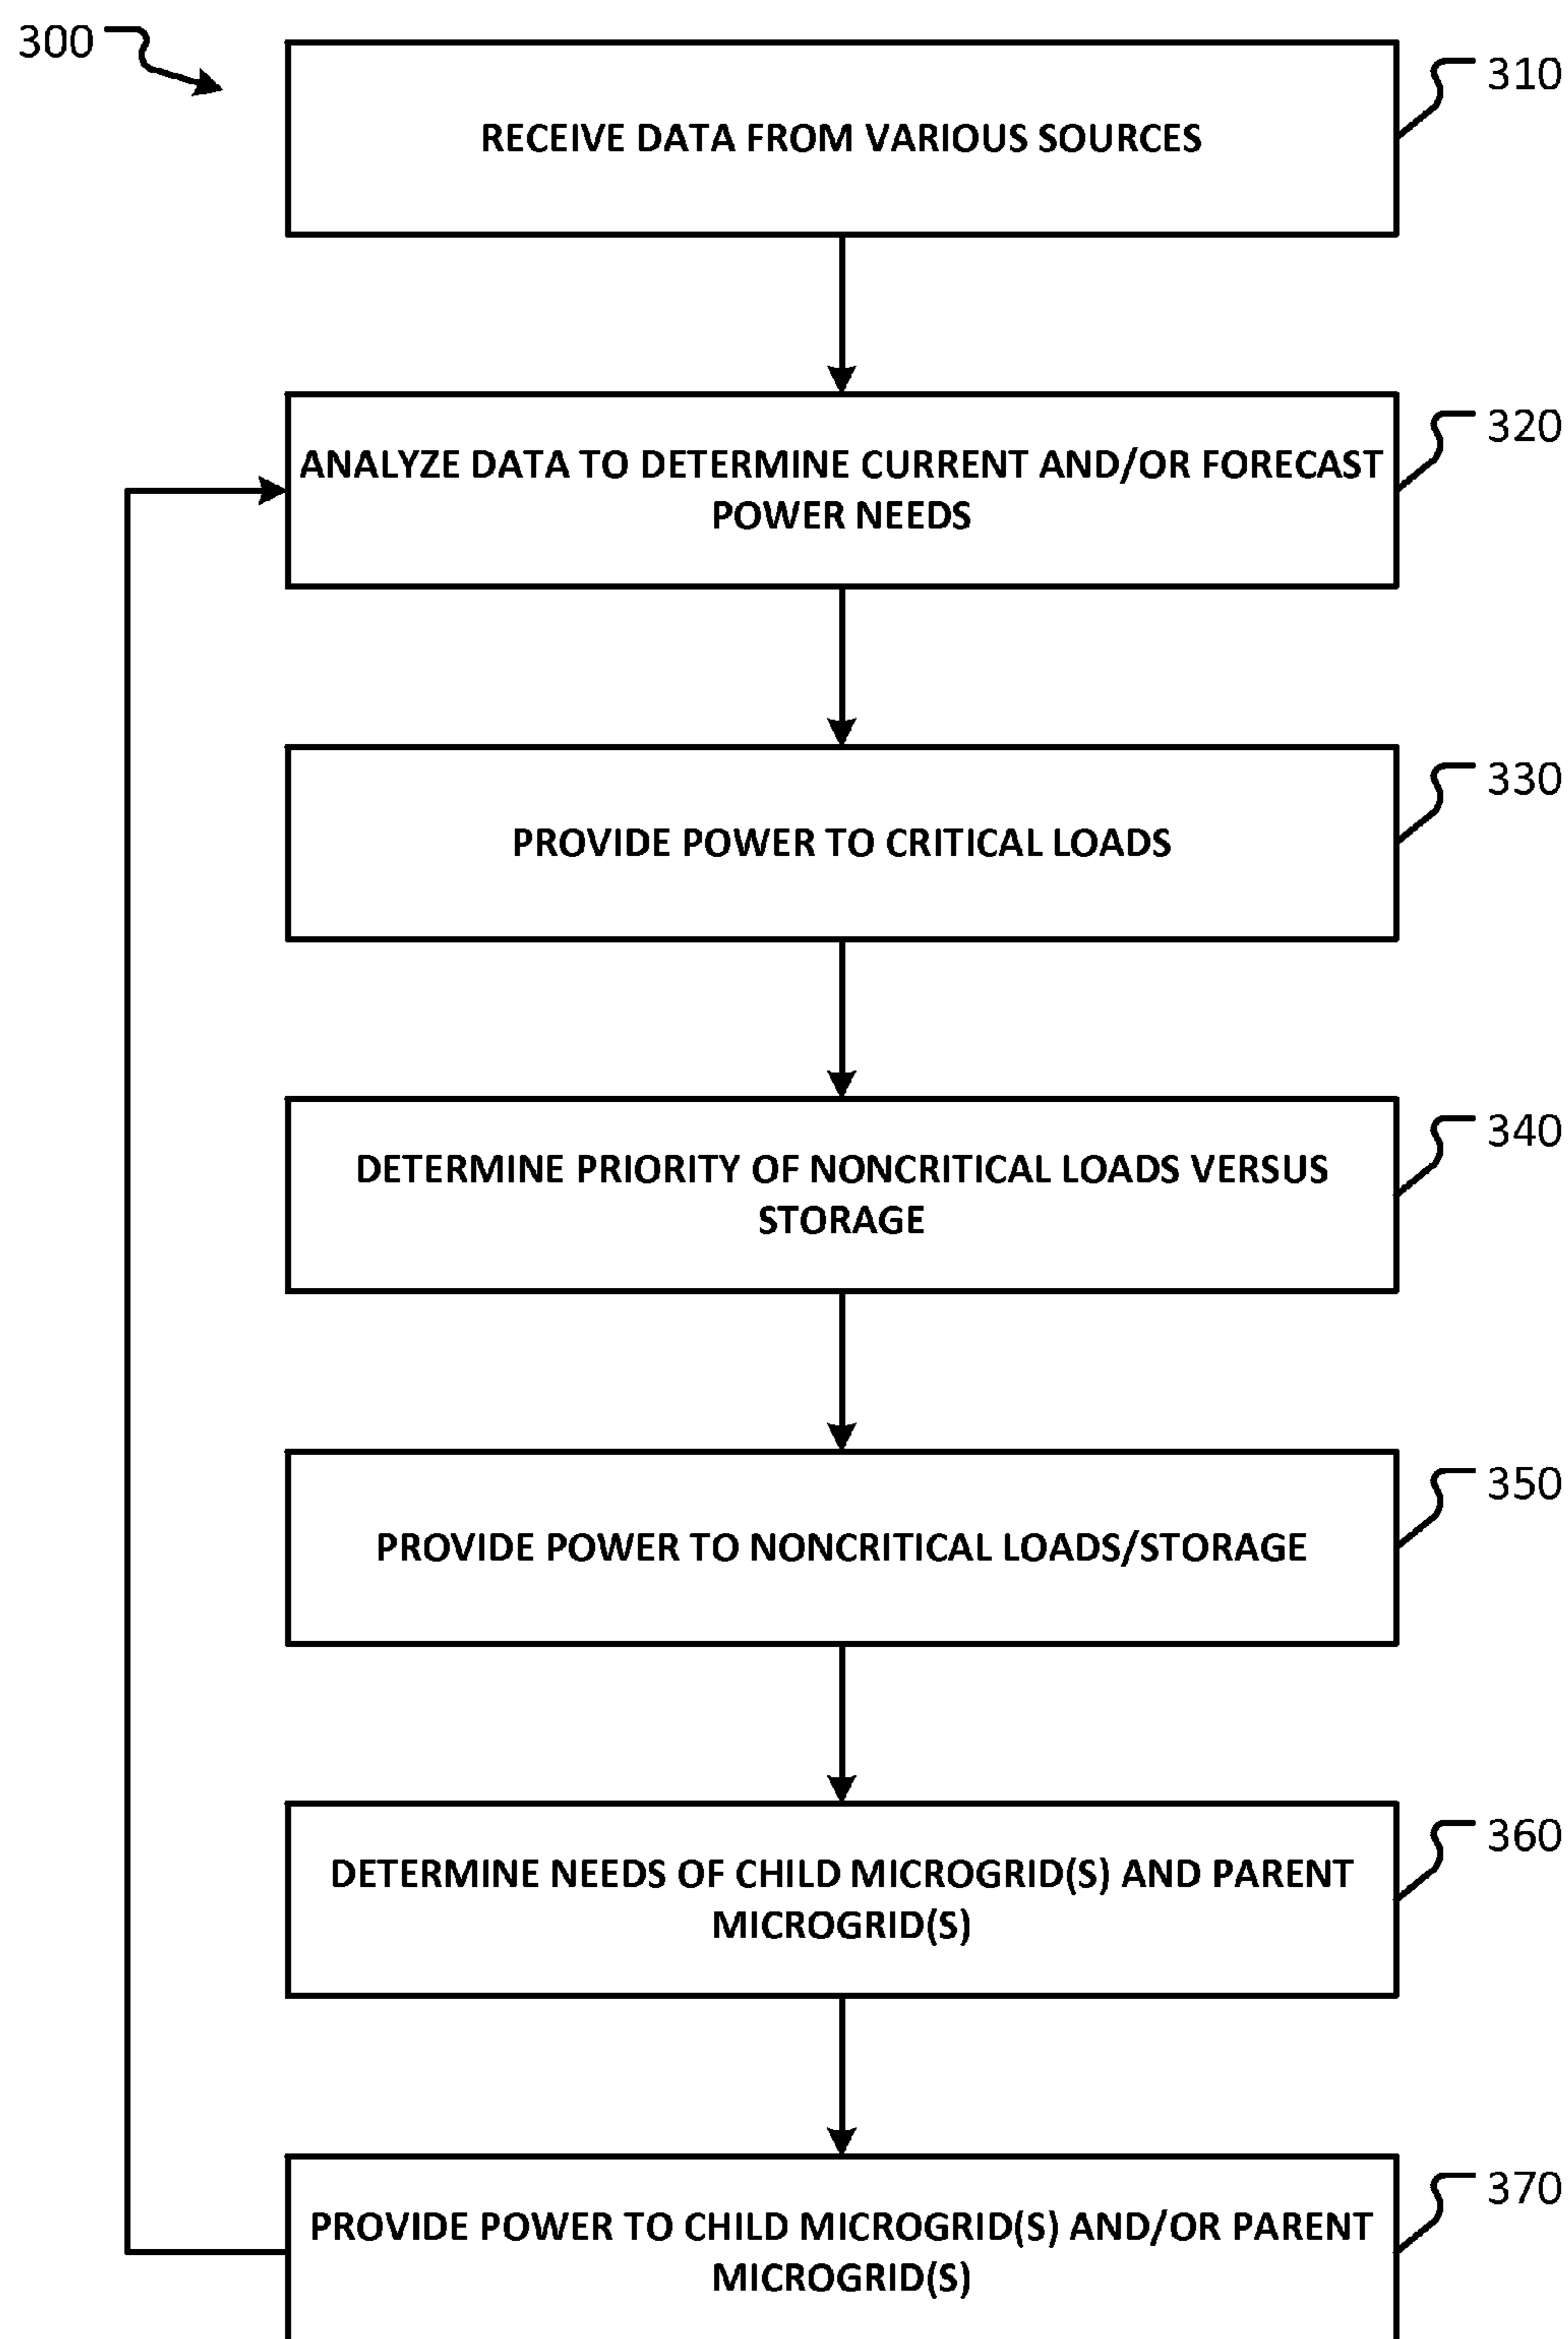 300
310
RECEIVE DATA FROM VARIOUS SOURCES
320
ANALYZE DATA TO DETERMINE CURRENT AND/OR FORECAST
POWER NEEDS
330
PROVIDE POWER TO CRITICAL LOADS
340
DETERMINE PRIORITY OF NONCRITICAL LOADS VERSUS
STORAGE
350
PROVIDE POWER TO NONCRITICAL LOADS/STORAGE
360
DETERMINE NEEDS OF CHILD MICROGRID(S) AND PARENT
MICROGRID(S)
370
PROVIDE POWER TO CHILD MICROGRID(S) AND/OR PARENT
MICROGRID(S)